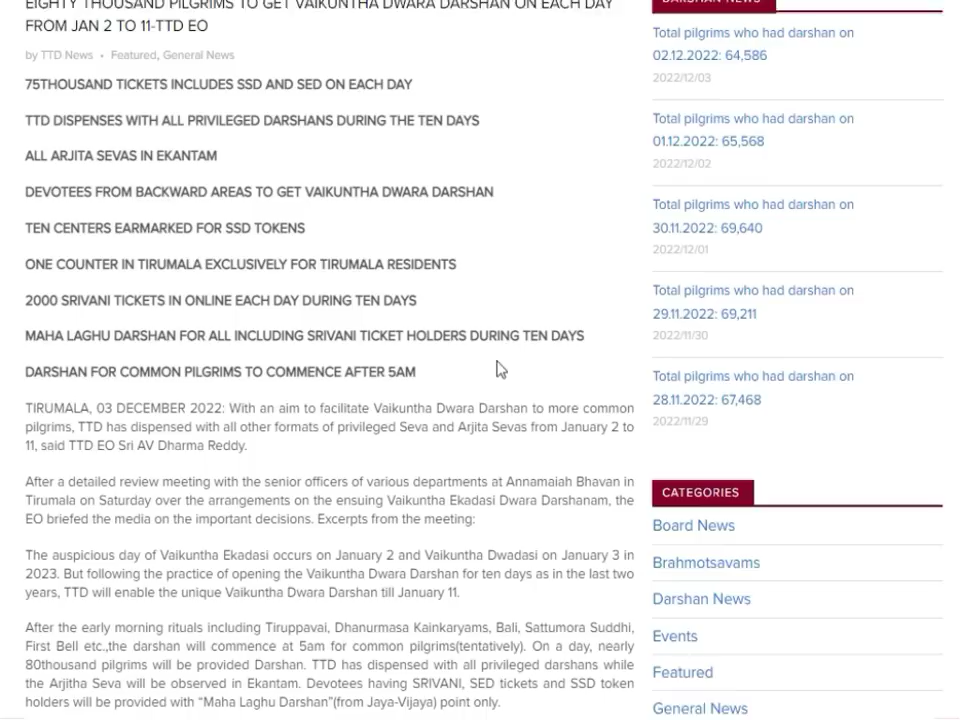 EIGHTY THOUSAND PILGRIMS TO GET VAIKUNTHA DWARA DARSHAN ON EACH DAY
FROM JAN 2 TO 11-TTD EO
by TTD News • Featured, General News
75THOUSAND TICKETS INCLUDES SSD AND SED ON EACH DAY
TTD DISPENSES WITH ALL PRIVILEGED DARSHANS DURING THE TEN DAYS
ALL ARJITA SEVAS IN EKANTAM
DEVOTEES FROM BACKWARD AREAS TO GET VAIKUNTHA DWARA DARSHAN
TEN CENTERS EARMARKED FOR SSD TOKENS
ONE COUNTER IN TIRUMALA EXCLUSIVELY FOR TIRUMALA RESIDENTS
2000 SRIVANI TICKETS IN ONLINE EACH DAY DURING TEN DAYS
MAHA LAGHU DARSHAN FOR ALL INCLUDING SRIVANI TICKET HOLDERS DURING TEN DAYS
DARSHAN FOR COMMON PILGRIMS TO COMMENCE AFTER 5AM
TIRUMALA, 03 DECEMBER 2022: With an aim to facilitate Vaikuntha Dwara Darshan to more common
pilgrims, TTD has dispensed with all other formats of privileged Seva and Arjita Sevas from January 2 to
11, said TTD EO Sri AV Dharma Reddy.
After a detailed review meeting with the senior officers of various departments at Annamaiah Bhavan in
Tirumala on Saturday over the arrangements on the ensuing Vaikuntha Ekadasi Dwara Darshanam, the
EO briefed the media on the important decisions. Excerpts from the meeting:
The auspicious day of Vaikuntha Ekadasi occurs on January 2 and Vaikuntha Dwadasi on January 3 in
2023. But following the practice of opening the Vaikuntha Dwara Darshan for ten days as in the last two
years, TTD will enable the unique Vaikuntha Dwara Darshan till January 11.
After the early morning rituals including Tiruppavai, Dhanurmasa Kainkaryams, Bali, Sattumora Suddhi,
First Bell etc.,the darshan will commence at 5am for common pilgrims(tentatively). On a day, nearly
80thousand pilgrims will be provided Darshan. TTD has dispensed with all privileged darshans while
the Arjitha Seva will be observed in Ekantam. Devotees having SRIVANI, SED tickets and SSD token
holders will be provided with “Maha Laghu Darshan”(from Jaya-Vijaya) point only.
DARSHAN NEWS
Total pilgrims who had darshan on
02.12.2022: 64,586
2022/12/03
Total pilgrims who had darshan on
01.12.2022: 65,568
2022/12/02
Total pilgrims who had darshan on
30.11.2022: 69,640
2022/12/01
Total pilgrims who had darshan on
29.11.2022: 69,211
2022/11/30
Total pilgrims who had darshan on
28.11.2022: 67,468
2022/11/29
CATEGORIES
Board News
Brahmotsavams
Darshan News
Events
Featured
General News